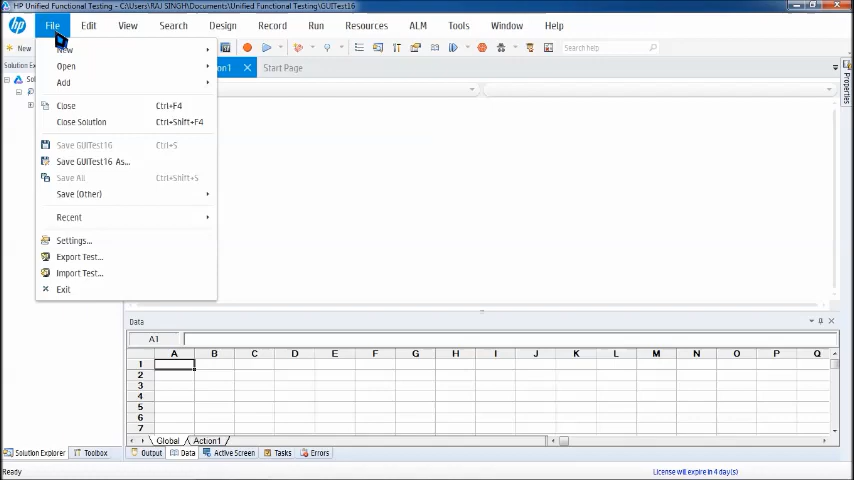 HP Unified Functional Testing - C:\Users\RAJ SINGH\Documents\Unified Functional Testing\GUITest16
hp File Edit View Search Design Record Run Resources ALM Tools Window Help
New Search help
Solution Explorer
Start Page
New
Open
Add
Close Ctrl+F4
Close Solution Ctrl+Shift+F4
Save GUITest16 Ctrl+S
Save GUITest16 As...
Save All Ctrl+Shift+S
Save (Other)
Recent
Settings...
Export Test...
Import Test...
Exit
Properties
Data
A1
A B C D E F G H I J K L M N O P Q
1
2
3
4
5
6
7
Global Action1
Solution Explorer Toolbox Output Data Active Screen Tasks Errors
Ready License will expire in 4 day(s)